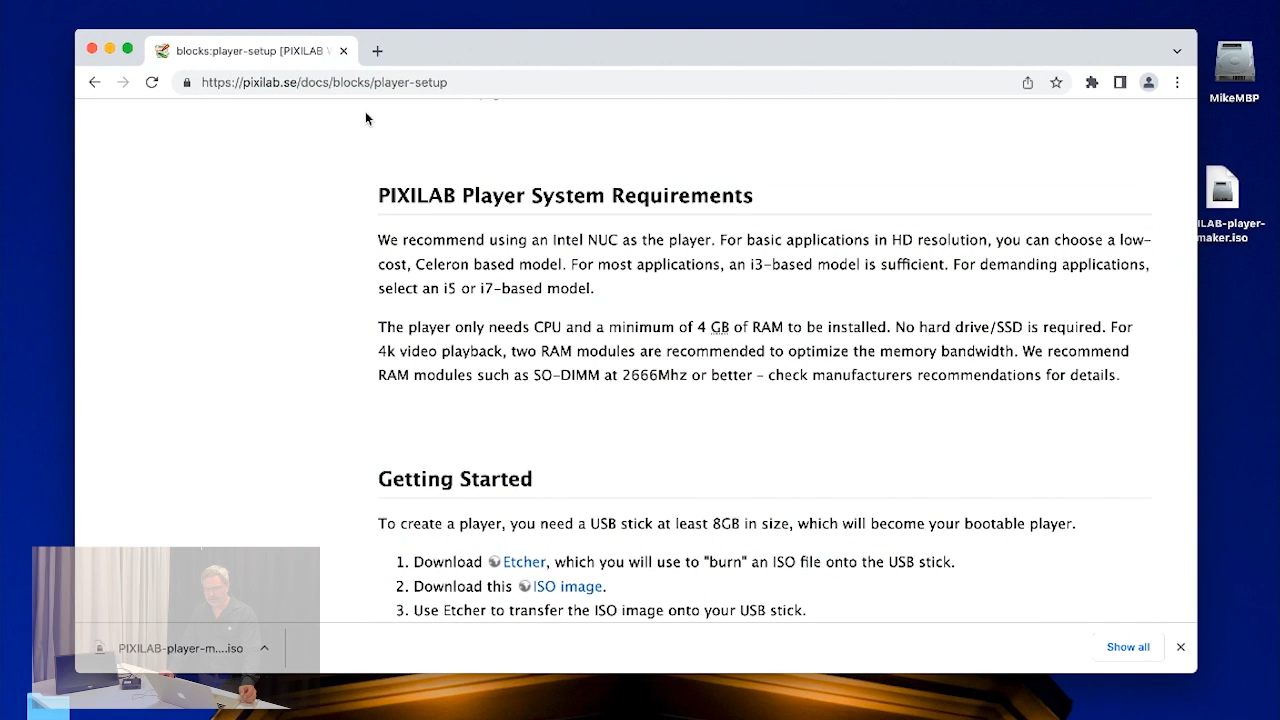 blocks:player-setup [PIXILAB
https://pixilab.se/docs/blocks/player-setup
MikeMBP
ILAB-player-
maker.iso
PIXILAB Player System Requirements
We recommend using an Intel NUC as the player. For basic applications in HD resolution, you can choose a low-
cost, Celeron based model. For most applications, an i3-based model is sufficient. For demanding applications,
select an i5 or i7-based model.
The player only needs CPU and a minimum of 4 GB of RAM to be installed. No hard drive/SSD is required. For
4k video playback, two RAM modules are recommended to optimize the memory bandwidth. We recommend
RAM modules such as SO-DIMM at 2666Mhz or better - check manufacturers recommendations for details.
Getting Started
To create a player, you need a USB stick at least 8GB in size, which will become your bootable player.
1. Download Etcher, which you will use to "burn" an ISO file onto the USB stick.
2. Download this ISO image.
3. Use Etcher to transfer the ISO image onto your USB stick.
PIXILAB-player-m....iso
Show all